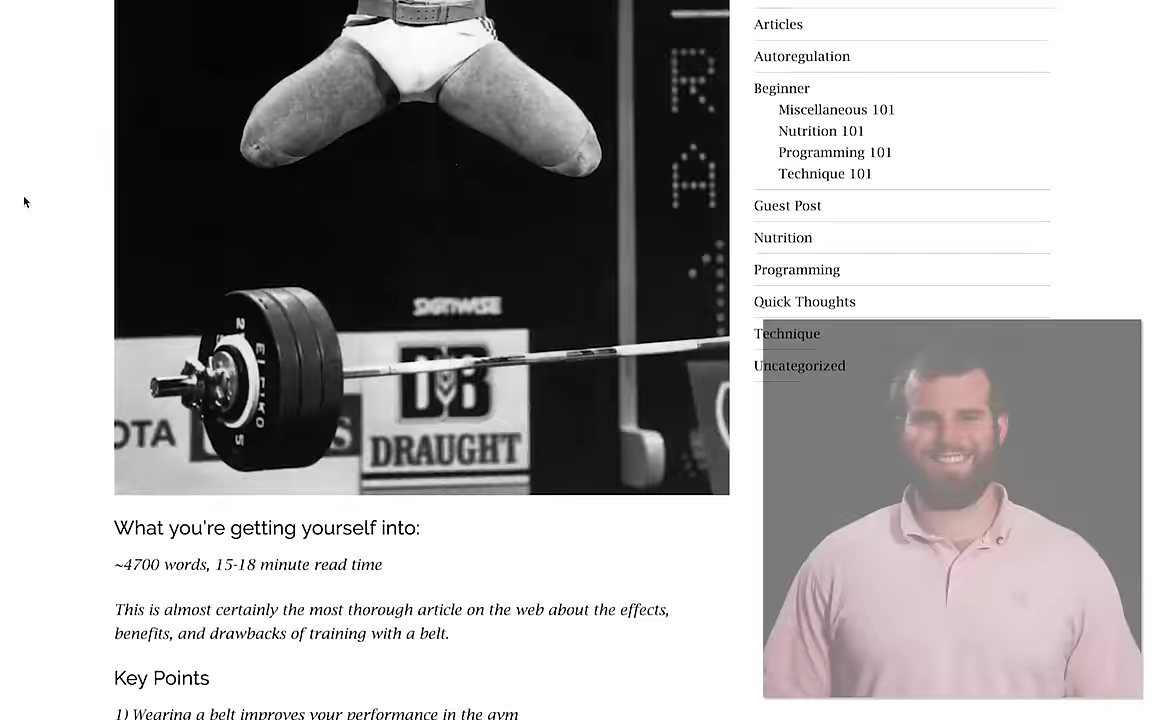 Articles
Autoregulation
Beginner
Miscellaneous 101
Nutrition 101
Programming 101
Technique 101
Guest Post
Nutrition
Programming
Quick Thoughts
Technique
Uncategorized
R
A
ELEIKO
OTA
S
DB
DRAUGHT
What you're getting yourself into:
~4700 words, 15-18 minute read time
This is almost certainly the most thorough article on the web about the effects,
benefits, and drawbacks of training with a belt.
Key Points
1) Wearing a belt improves your performance in the gym